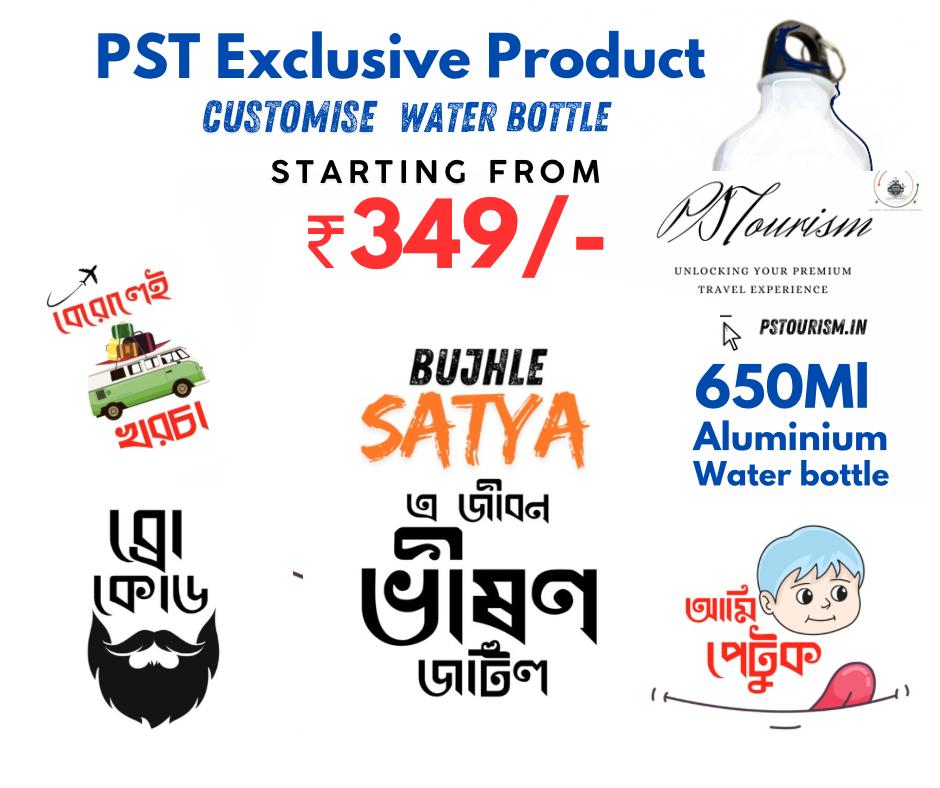 PST Exclusive Product
CUSTOMISE WATER BOTTLE
STARTING FROM
₹349/-
PSTourism
UNLOCKING YOUR PREMIUM
TRAVEL EXPERIENCE
PSTOURISM.IN
650Ml
Aluminium
Water bottle
বেরোলেই
খরচা
BUJHLE
SATYA
ব্রো
কোড
এ জীবন
ভীষণ
জটিল
আমি
পেটুক